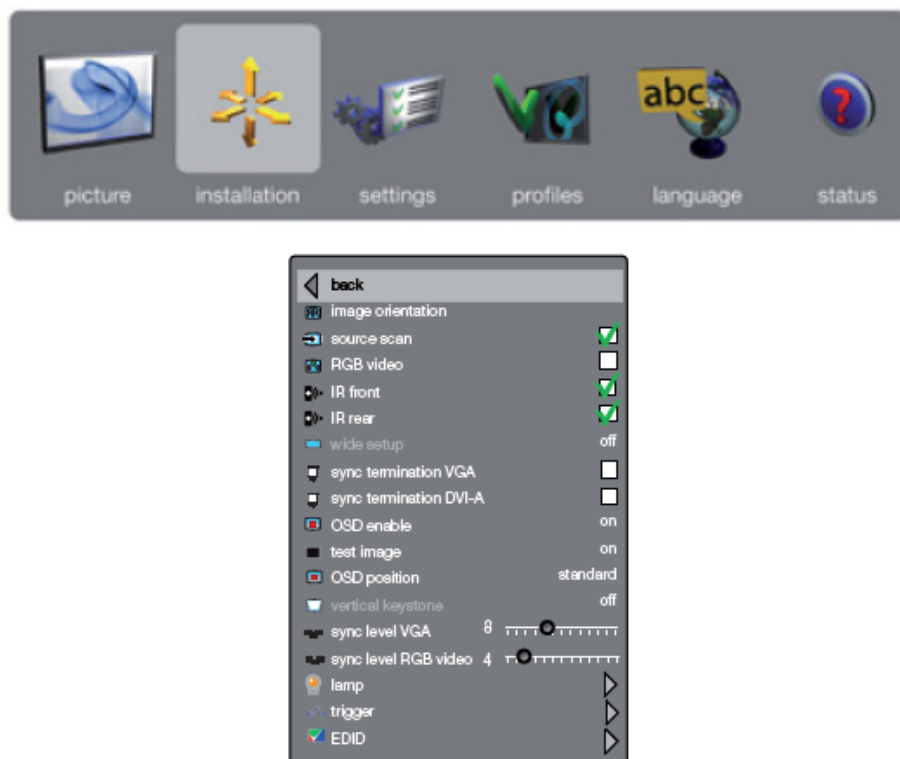 abc
picture installation settings profiles language status
back
image orientation
source scan
RGB video
IR front
IR rear
wide setup off
sync termination VGA
sync termination DVI-A
OSD enable on
test image on
OSD position standard
vertical keystone off
sync level VGA 8
sync level RGB video 4
lamp
trigger
EDID